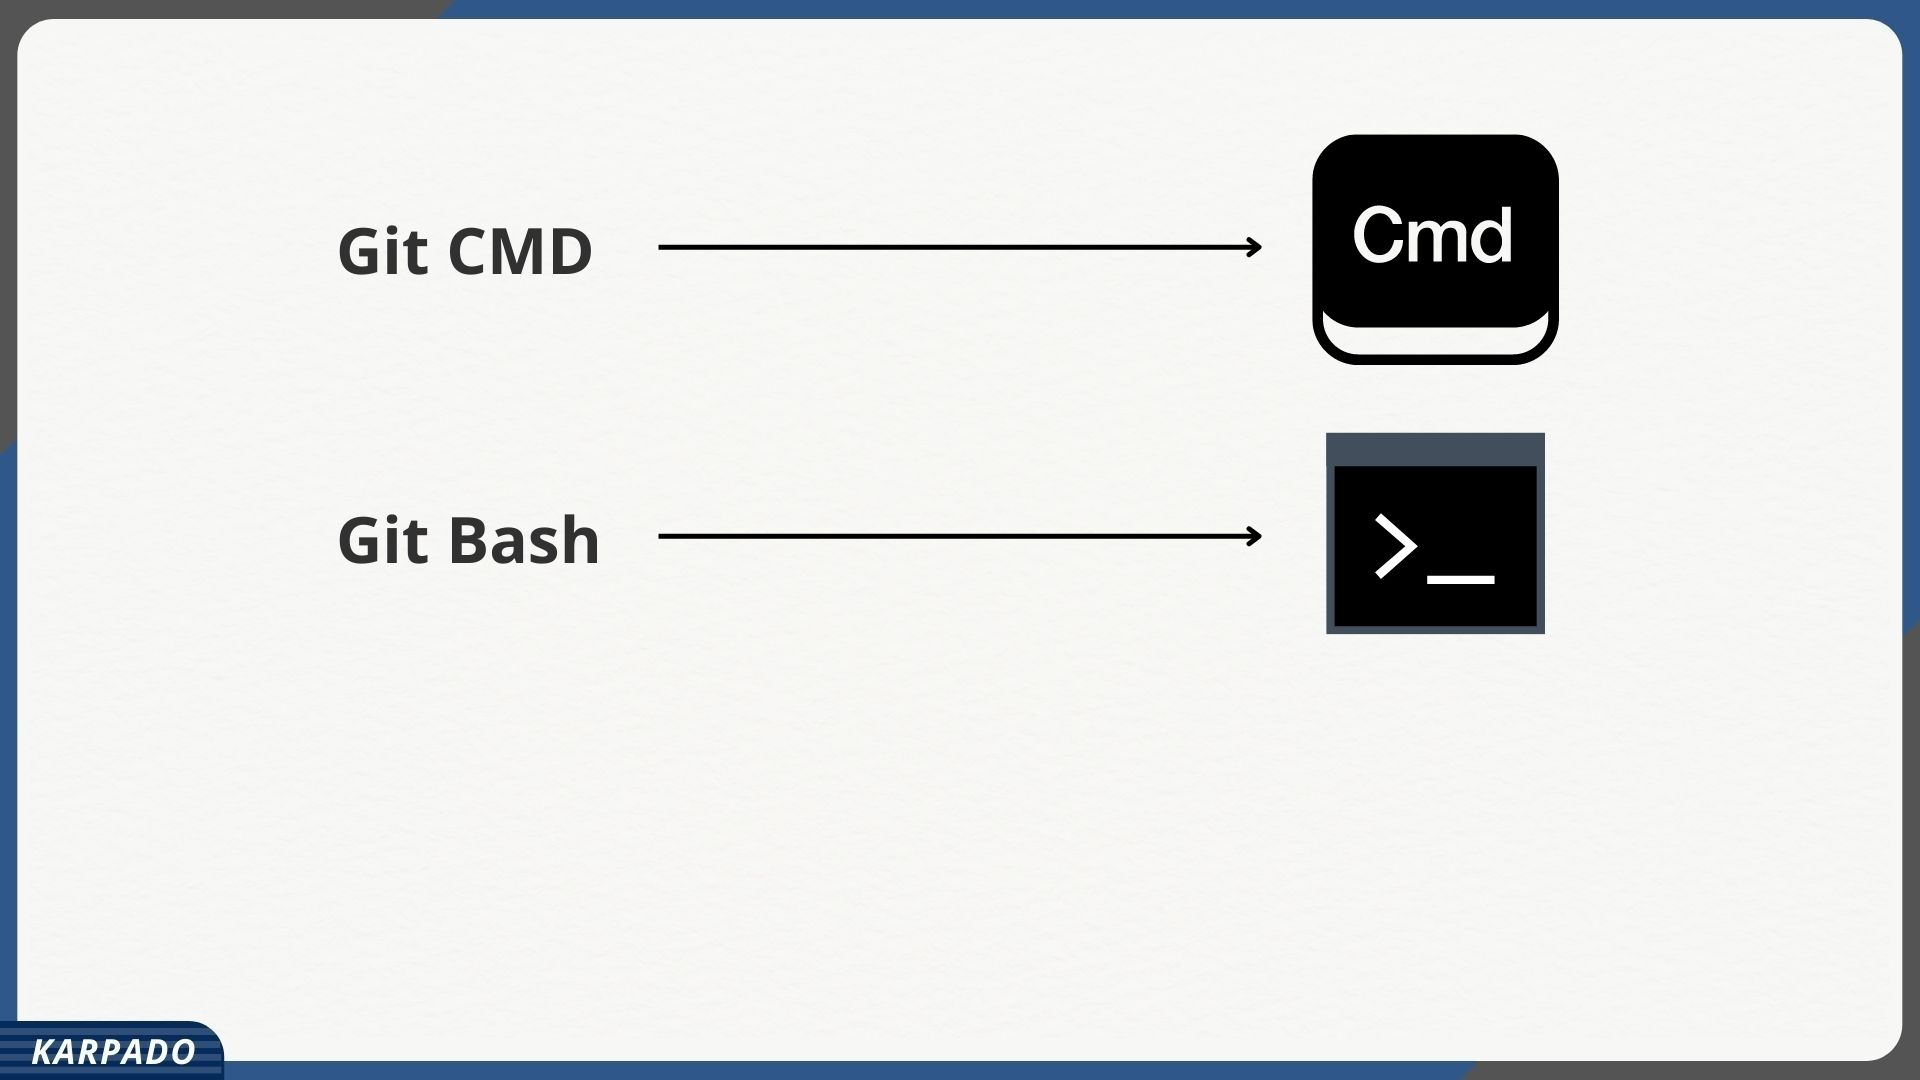 Git CMD
Cmd
Git Bash
>_
KARPADO